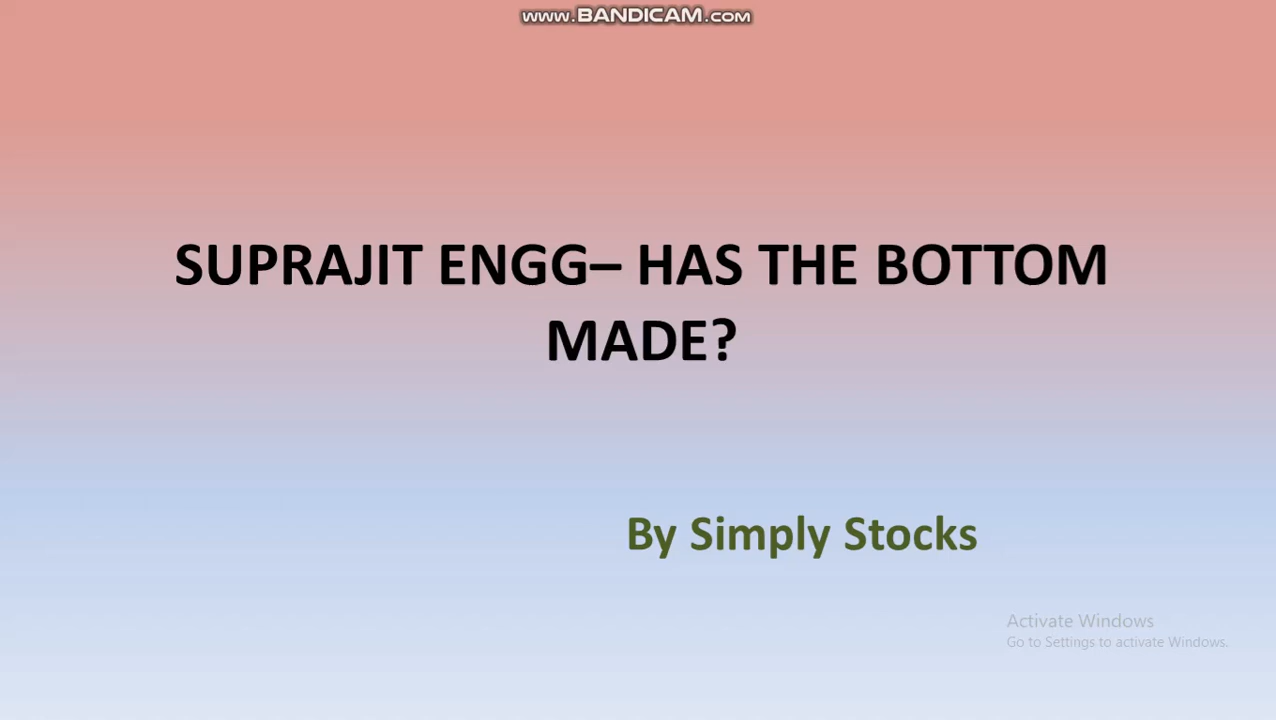 www.BANDICAM.com
SUPRAJIT ENGG– HAS THE BOTTOM
MADE?
By Simply Stocks
Activate Windows
Go to Settings to activate Windows.